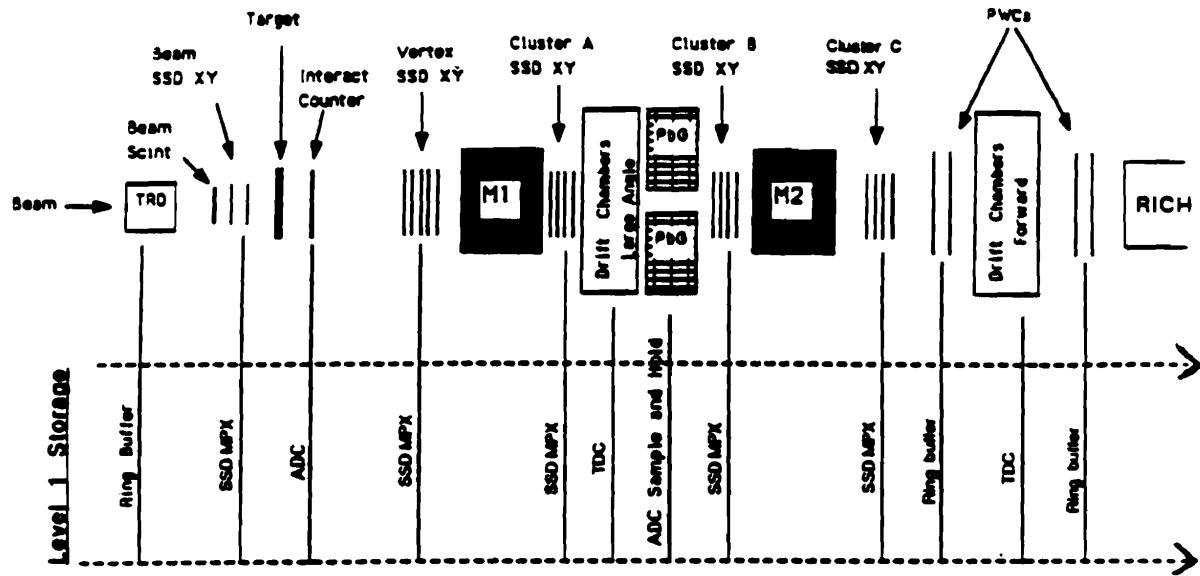 Target
PWCs
Beam
SSD XY
Interact
Counter
Vertex
SSD XY
Cluster A
SSD XY
Cluster B
SSD XY
Cluster C
SSD XY
Beam
Scint
Beam
TRD
M1
Drift Chambers
Large Angle
PbG
PbG
M2
Drift Chambers
Forward
RICH
Level 1 Storage
Ring Buffer
SSD MPX
ADC
SSD MPX
SSD MPX
TDC
ADC Sample and Hold
SSD MPX
SSD MPX
Ring buffer
TDC
Ring buffer